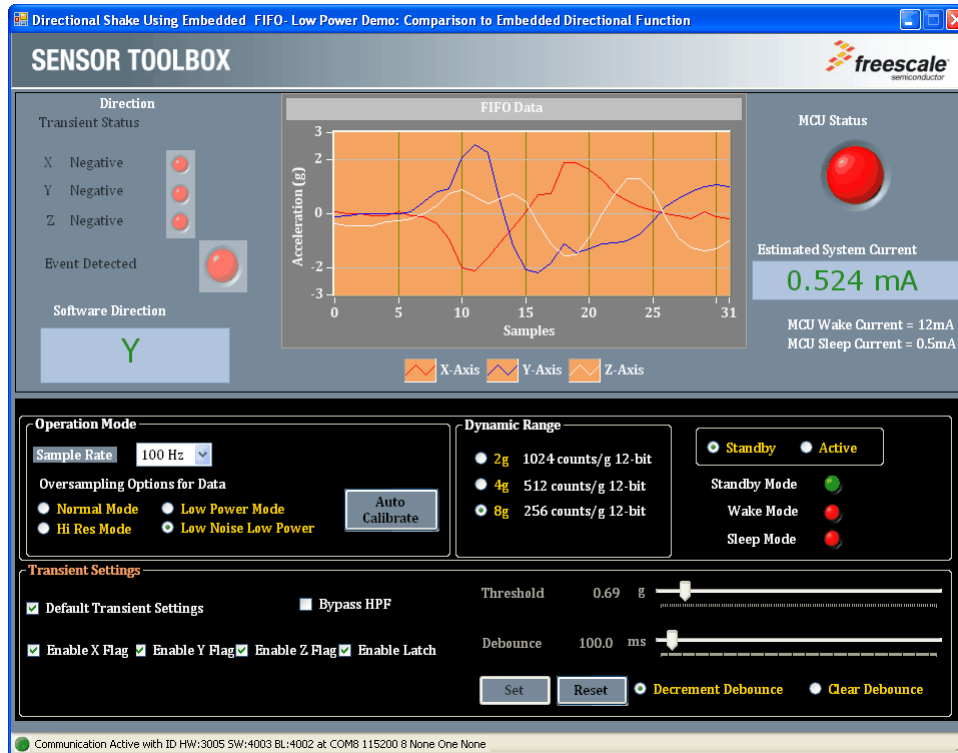 Directional Shake Using Embedded FIFO- Low Power Demo: Comparison to Embedded Directional Function
SENSOR TOOLBOX
freescale
semiconductor
Direction
Transient Status
X Negative
Y Negative
Z Negative
Event Detected
Software Direction
Y
FIFO Data
Acceleration (g)
3
2
0
-2
-3
0 5 10 15 20 25 31
Samples
X-Axis Y-Axis Z-Axis
MCU Status
Estimated System Current
0.524 mA
MCU Wake Current = 12mA
MCU Sleep Current = 0.5mA
Operation Mode
Sample Rate 100 Hz
Oversampling Options for Data
Normal Mode Low Power Mode
Hi Res Mode Low Noise Low Power
Auto
Calibrate
Dynamic Range
2g 1024 counts/g 12-bit
4g 512 counts/g 12-bit
8g 256 counts/g 12-bit
Standby Active
Standby Mode
Wake Mode
Sleep Mode
Transient Settings
Default Transient Settings Bypass HPF
Enable X Flag Enable Y Flag Enable Z Flag Enable Latch
Threshold 0.69 g
Debounce 100.0 ms
Set Reset Decrement Debounce Clear Debounce
Communication Active with ID HW:3005 SW:4003 BL:4002 at COM8 115200 8 None One None